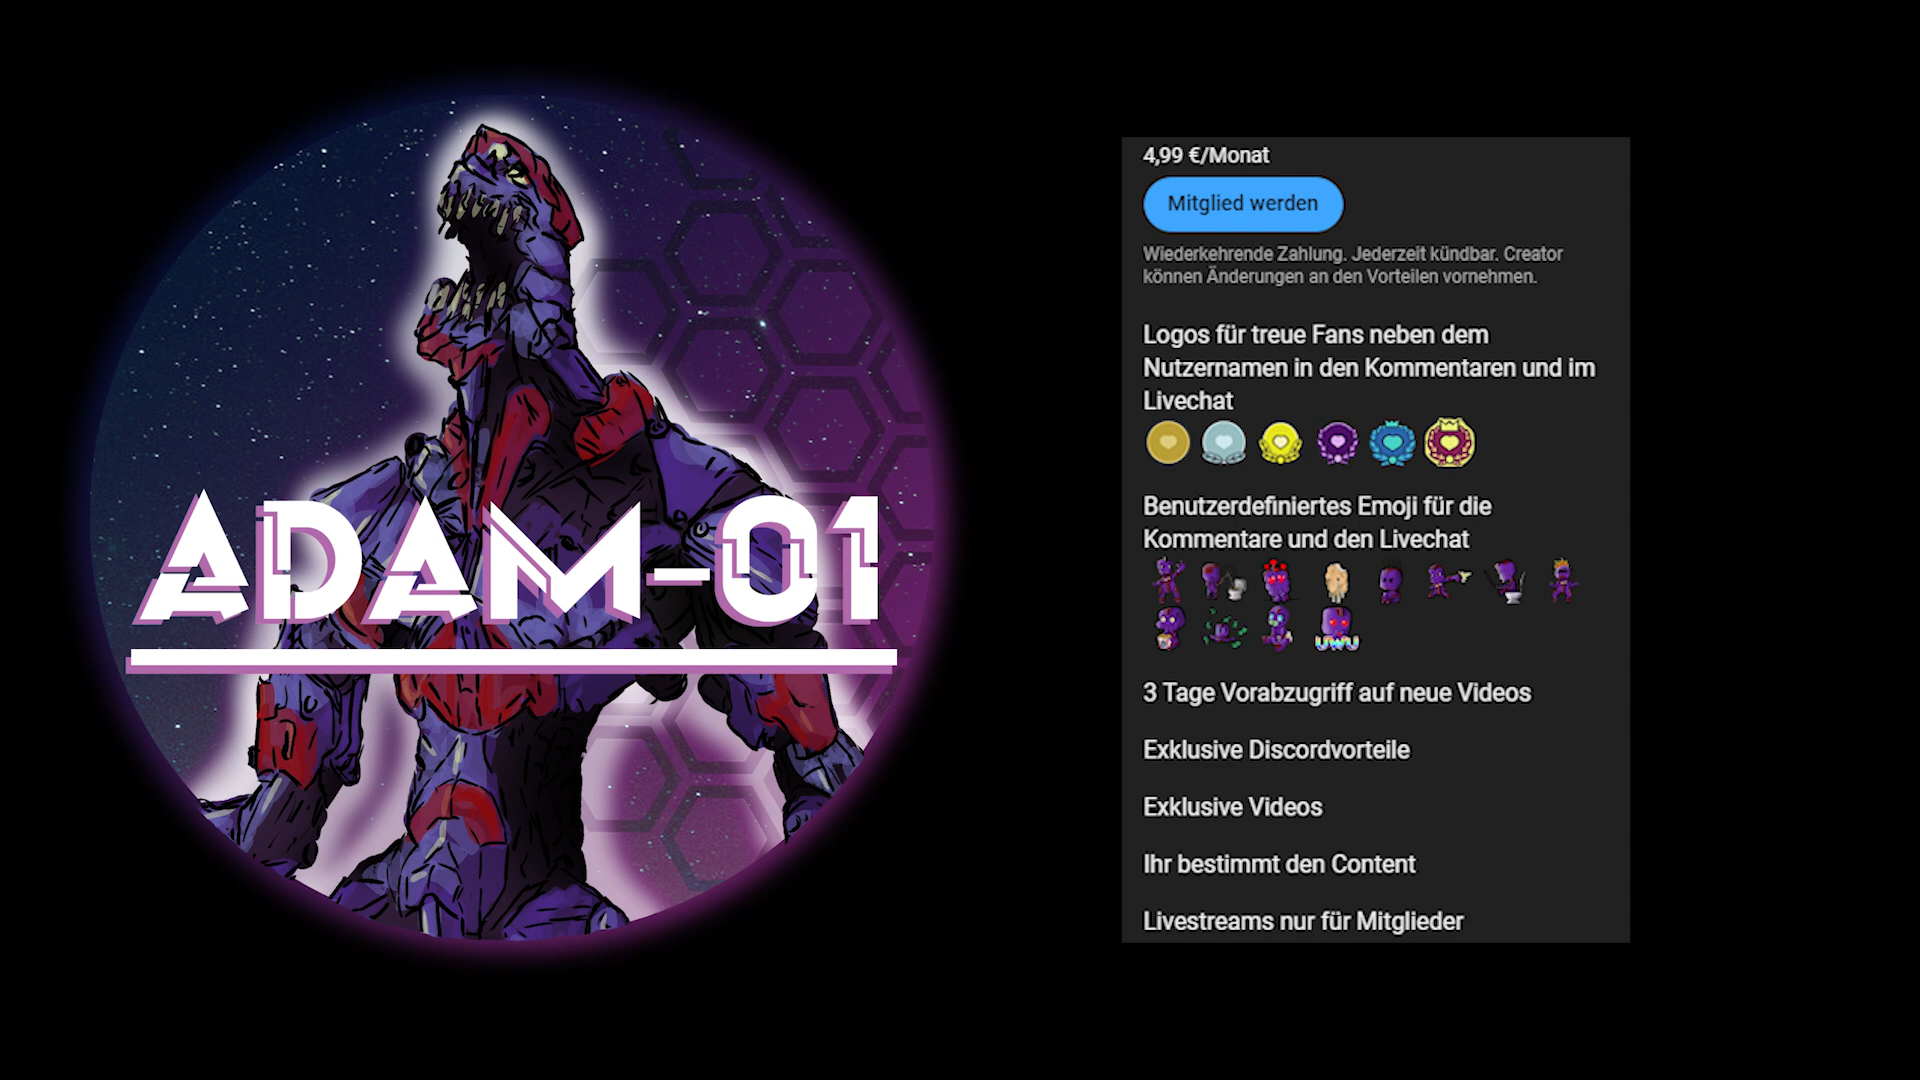 ADAM-01
4,99 €/Monat
Mitglied werden
Wiederkehrende Zahlung. Jederzeit kündbar. Creator
können Änderungen an den Vorteilen vornehmen.
Logos für treue Fans neben dem
Nutzernamen in den Kommentaren und im
Livechat
Benutzerdefiniertes Emoji für die
Kommentare und den Livechat
UWU
3 Tage Vorabzugriff auf neue Videos
Exklusive Discordvorteile
Exklusive Videos
Ihr bestimmt den Content
Livestreams nur für Mitglieder